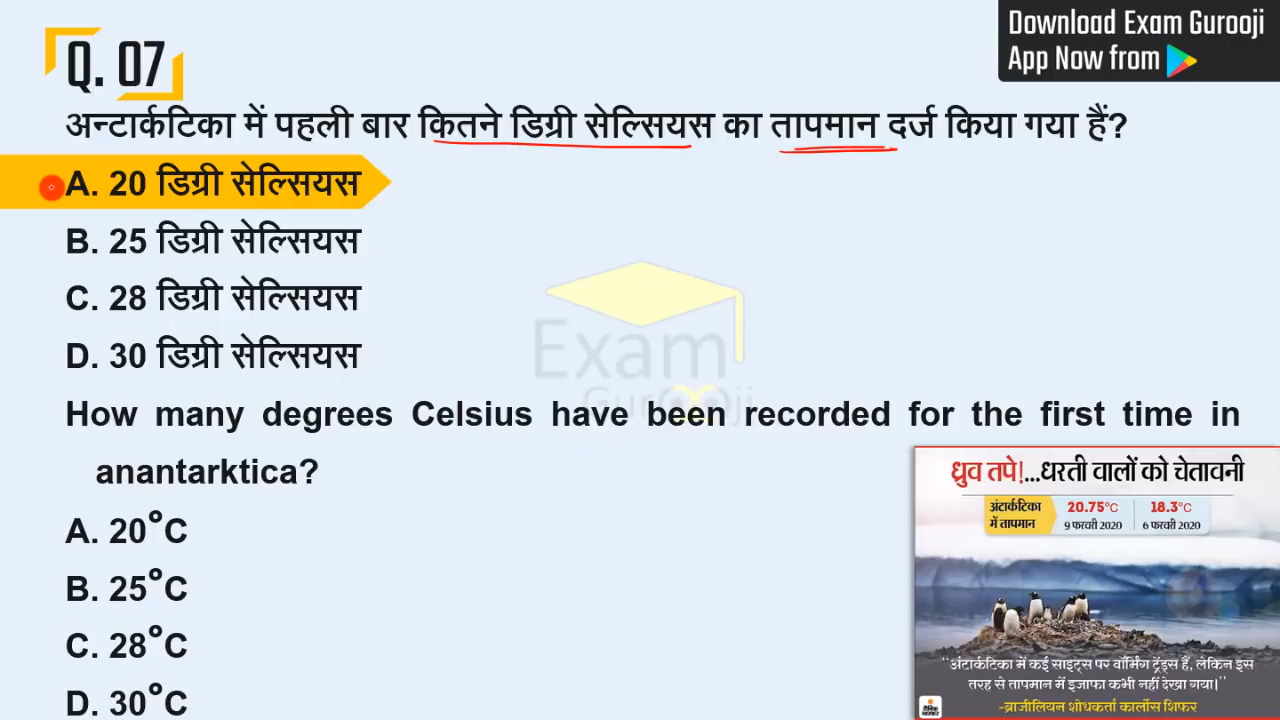 Download Exam Gurooji
App Now from
Q. 07
अन्टार्कटिका में पहली बार कितने डिग्री सेल्सियस का तापमान दर्ज किया गया हैं?
A. 20 डिग्री सेल्सियस
B. 25 डिग्री सेल्सियस
C. 28 डिग्री सेल्सियस
D. 30 डिग्री सेल्सियस
Exam
Gurooji
How many degrees Celsius have been recorded for the first time in
anantarktica?
A. 20°C
B. 25°C
C. 28°C
D. 30°C
ध्रुव तपे!...धरती वालों को चेतावनी
अंटार्कटिका
में तापमान
20.75°C
9 फरवरी 2020
18.3°C
6 फरवरी 2020
"अंटार्कटिका में कई साइट्स पर वॉर्मिंग ट्रेंड्स हैं, लेकिन इस
तरह से तापमान में इजाफा कभी नहीं देखा गया।"
-ब्राजीलियन शोधकर्ता कार्लोस शिफर
दैनिक
भास्कर